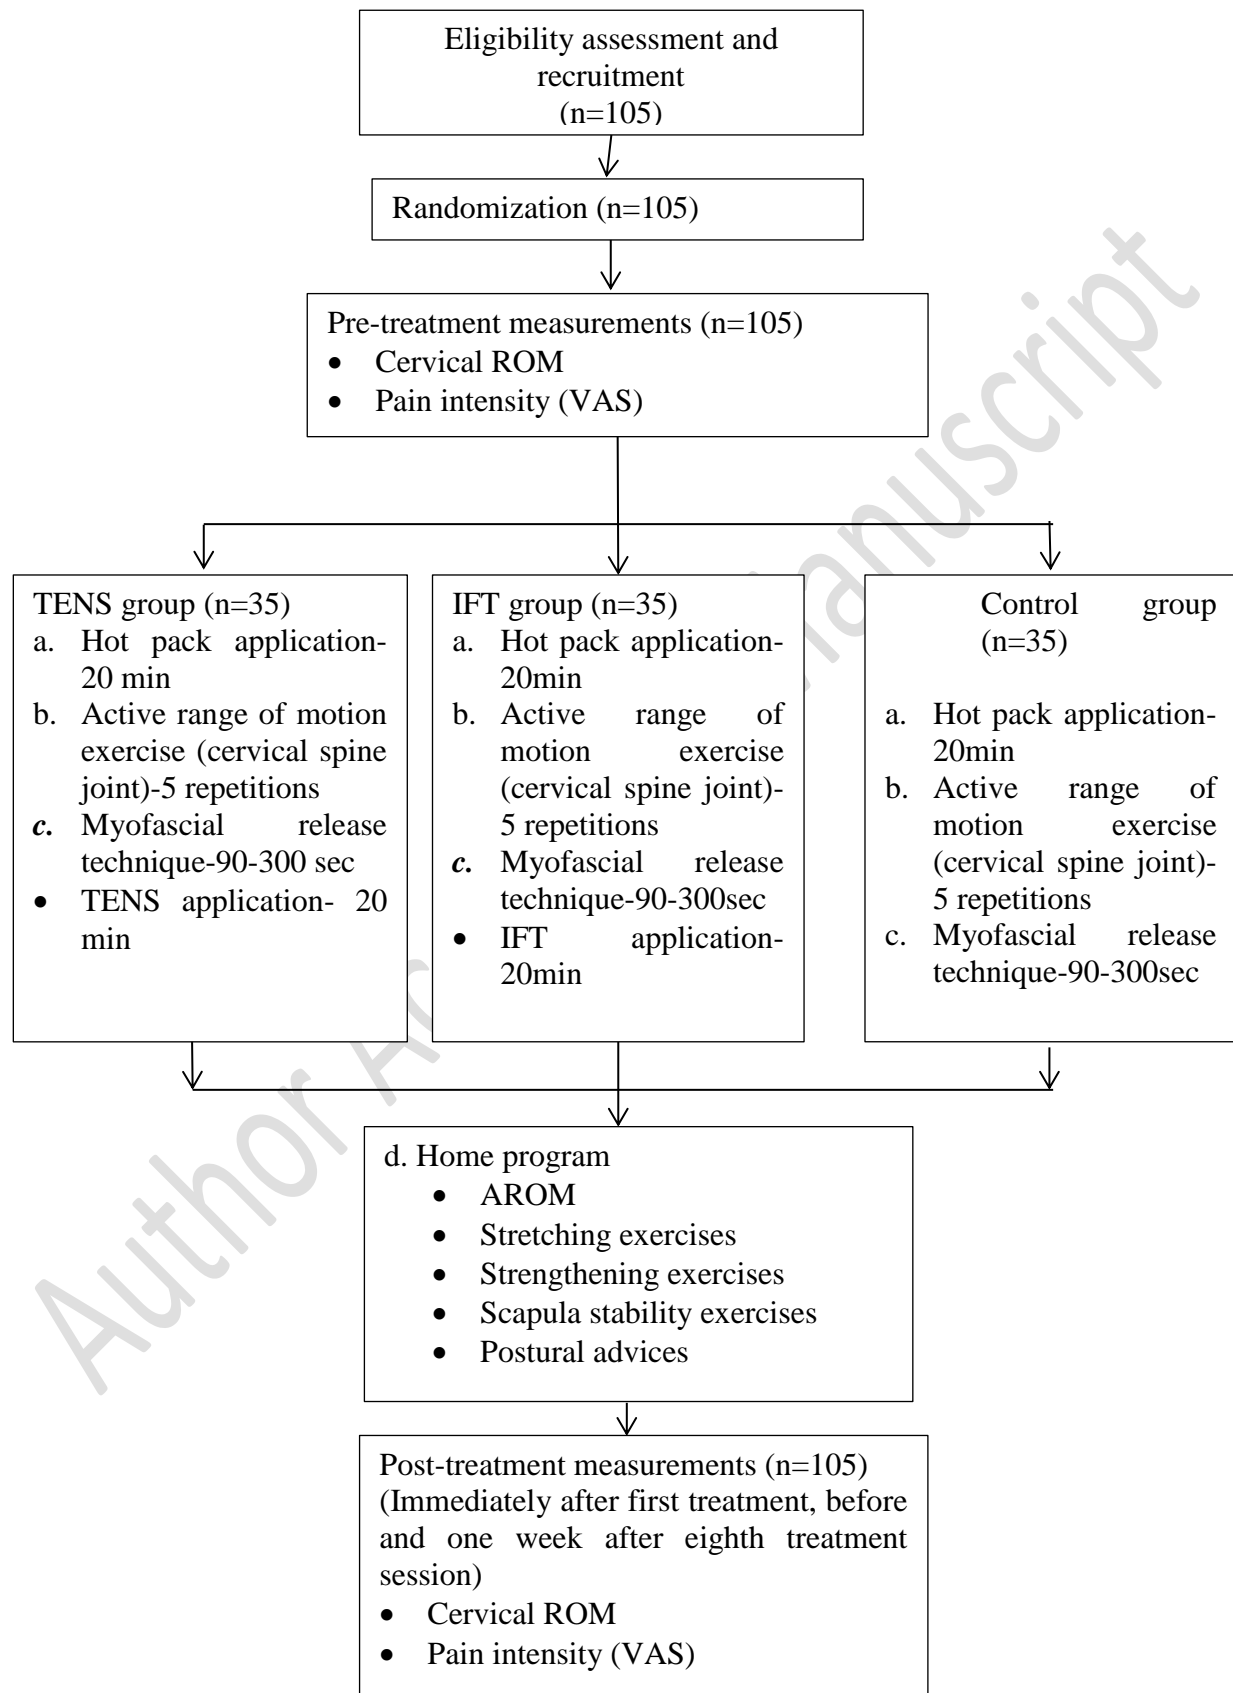 Eligibility assessment and
recruitment
(n=105)
Randomization (n=105)
Pre-treatment measurements (n=105)
• Cervical ROM
• Pain intensity (VAS)
TENS group (n=35)
a. Hot pack application-
20 min
b. Active range of motion
exercise (cervical spine
joint)-5 repetitions
c. Myofascial release
technique-90-300 sec
• TENS application- 20
min
IFT group (n=35)
a. Hot pack application-
20min
b. Active range of
motion exercise
(cervical spine joint)-
5 repetitions
c. Myofascial release
technique-90-300sec
• IFT application-
20min
Control group
(n=35)
a. Hot pack application-
20min
b. Active range of
motion exercise
(cervical spine joint)-
5 repetitions
c. Myofascial release
technique-90-300sec
d. Home program
• AROM
• Stretching exercises
• Strengthening exercises
• Scapula stability exercises
• Postural advices
Post-treatment measurements (n=105)
(Immediately after first treatment, before
and one week after eighth treatment
session)
• Cervical ROM
• Pain intensity (VAS)
Author Ac anuscript